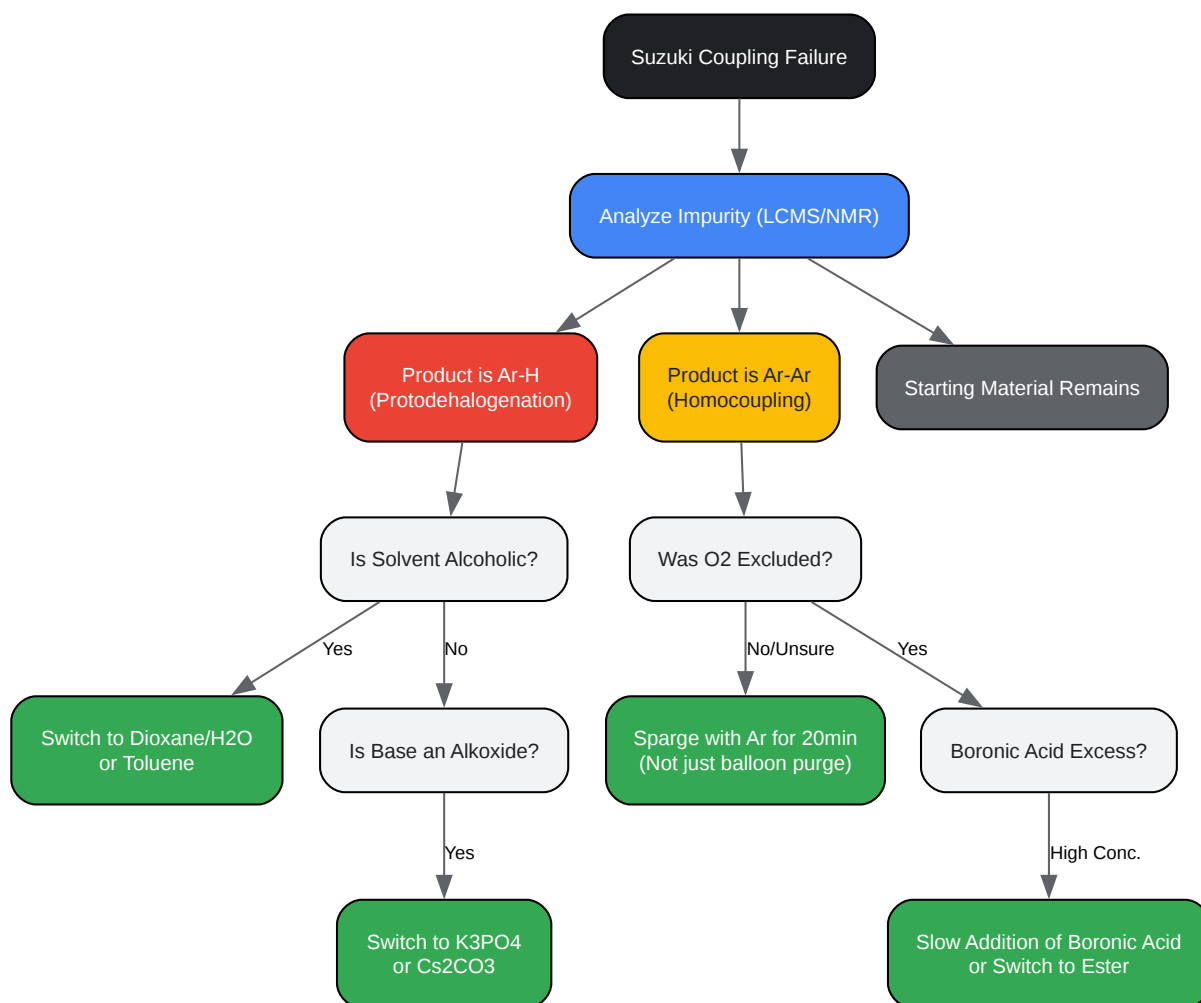 Suzuki Coupling Failure
Analyze Impurity (LCMS/NMR)
Product is Ar-H
(Protodehalogenation)
Product is Ar-Ar
(Homocoupling)
Starting Material Remains
Is Solvent Alcoholic?
Was O2 Excluded?
Yes
No
No/Unsure
Yes
Switch to Dioxane/H2O
or Toluene
Is Base an Alkoxide?
Sparge with Ar for 20min
(Not just balloon purge)
Boronic Acid Excess?
Yes
High Conc.
Switch to K3PO4
or Cs2CO3
Slow Addition of Boronic Acid
or Switch to Ester